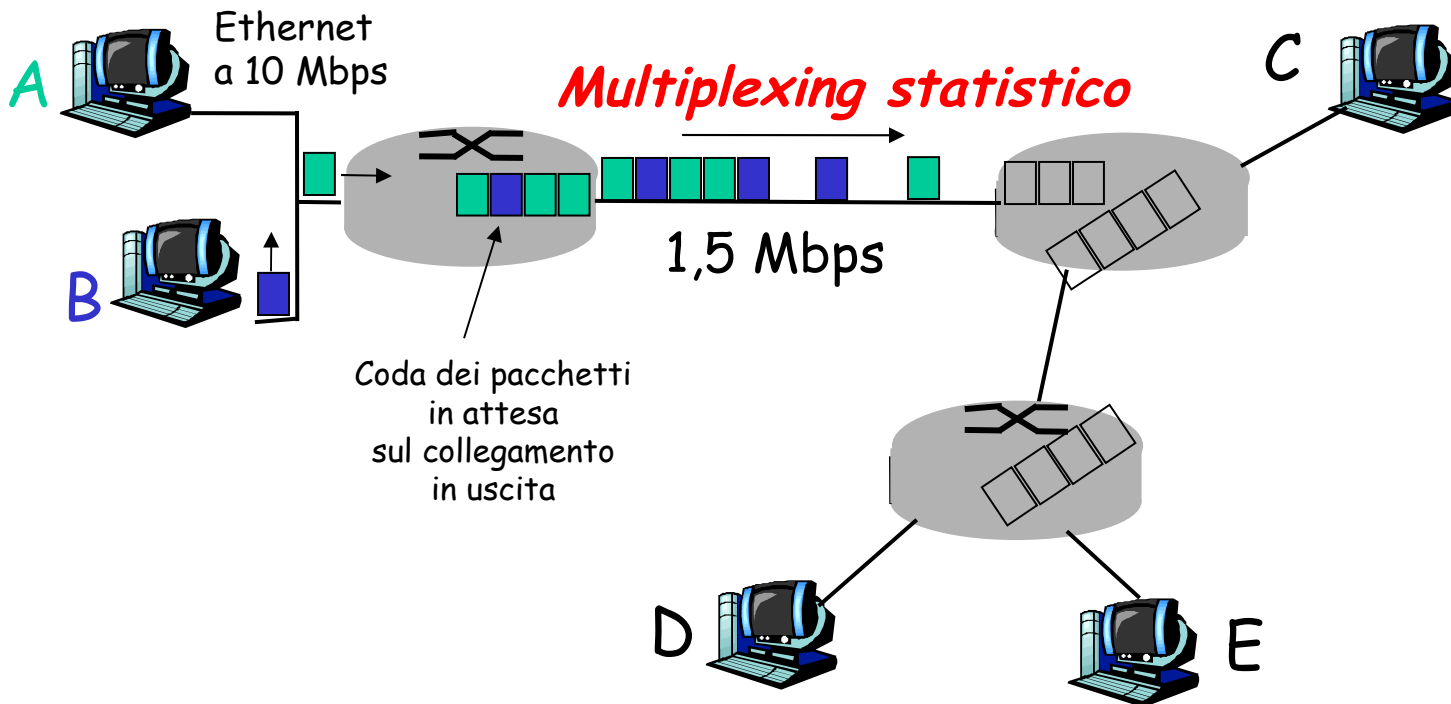 Ethernet
a 10 Mbps
A
Multiplexing statistico
C
B
1,5 Mbps
Coda dei pacchetti
in attesa
sul collegamento
in uscita
D
E